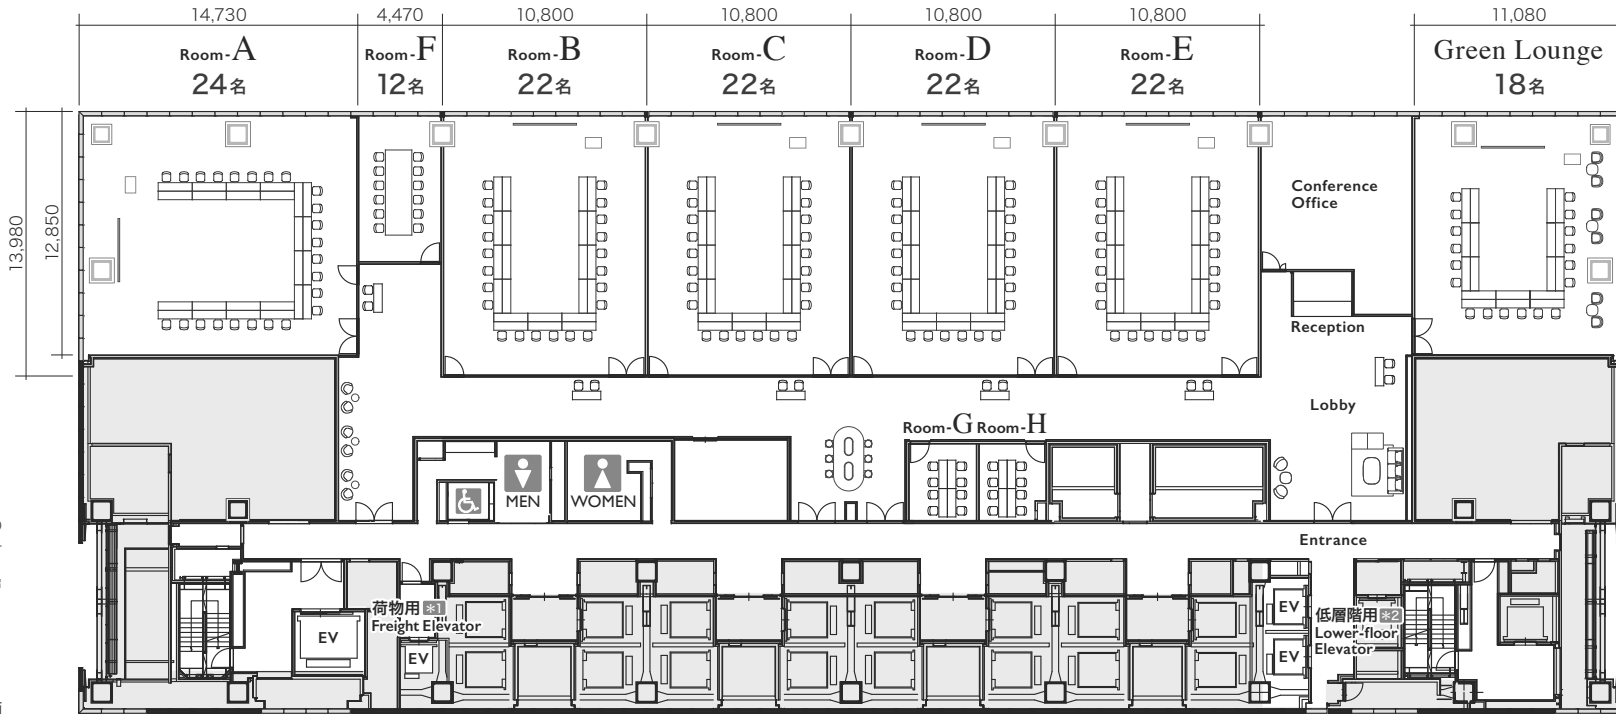 14,730
4,470
10,800
10,800
10,800
10,800
11,080
Room-A
24名
Room-F
12名
Room-B
22名
Room-C
22名
Room-D
22名
Room-E
22名
Green Lounge
18名
13,980
12,850
Conference
Office
Reception
Lobby
Room-G Room-H
MEN
WOMEN
Entrance
荷物用 *1
Freight Elevator
EV
EV
EV
EV
低層階用 *2
Lower-floor
Elevator